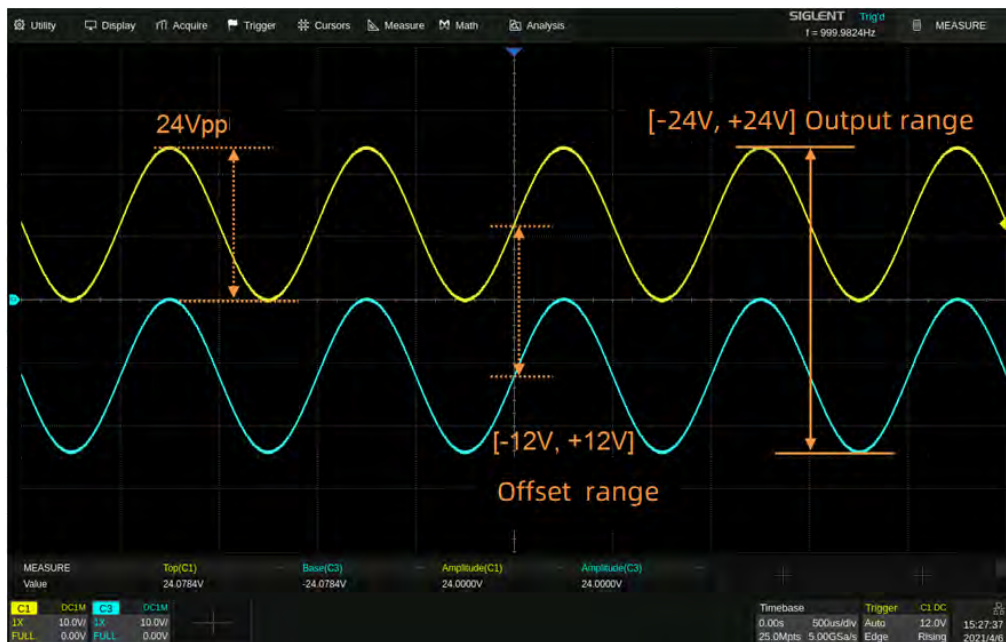 Utility Display Acquire Trigger Cursors Measure Math Analysis SIGLENT Trig'd MEASURE
f = 999.9824Hz
24Vpp
[-24V, +24V] Output range
[-12V, +12V]
Offset range
MEASURE Top(C1) Base(C3) Amplitude(C1) Amplitude(C3)
Value 24.0784V -24.0784V 24.0000V 24.0000V
C1 DC1M C3 DC1M Timebase Trigger C1 DC
1X 10.0V/ 1X 10.0V/ 0.00s 500us/div Auto 12.0V 15:27:37
FULL 0.00V FULL 0.00V 25.0Mpts 5.00GSa/s Edge Rising 2021/4/6